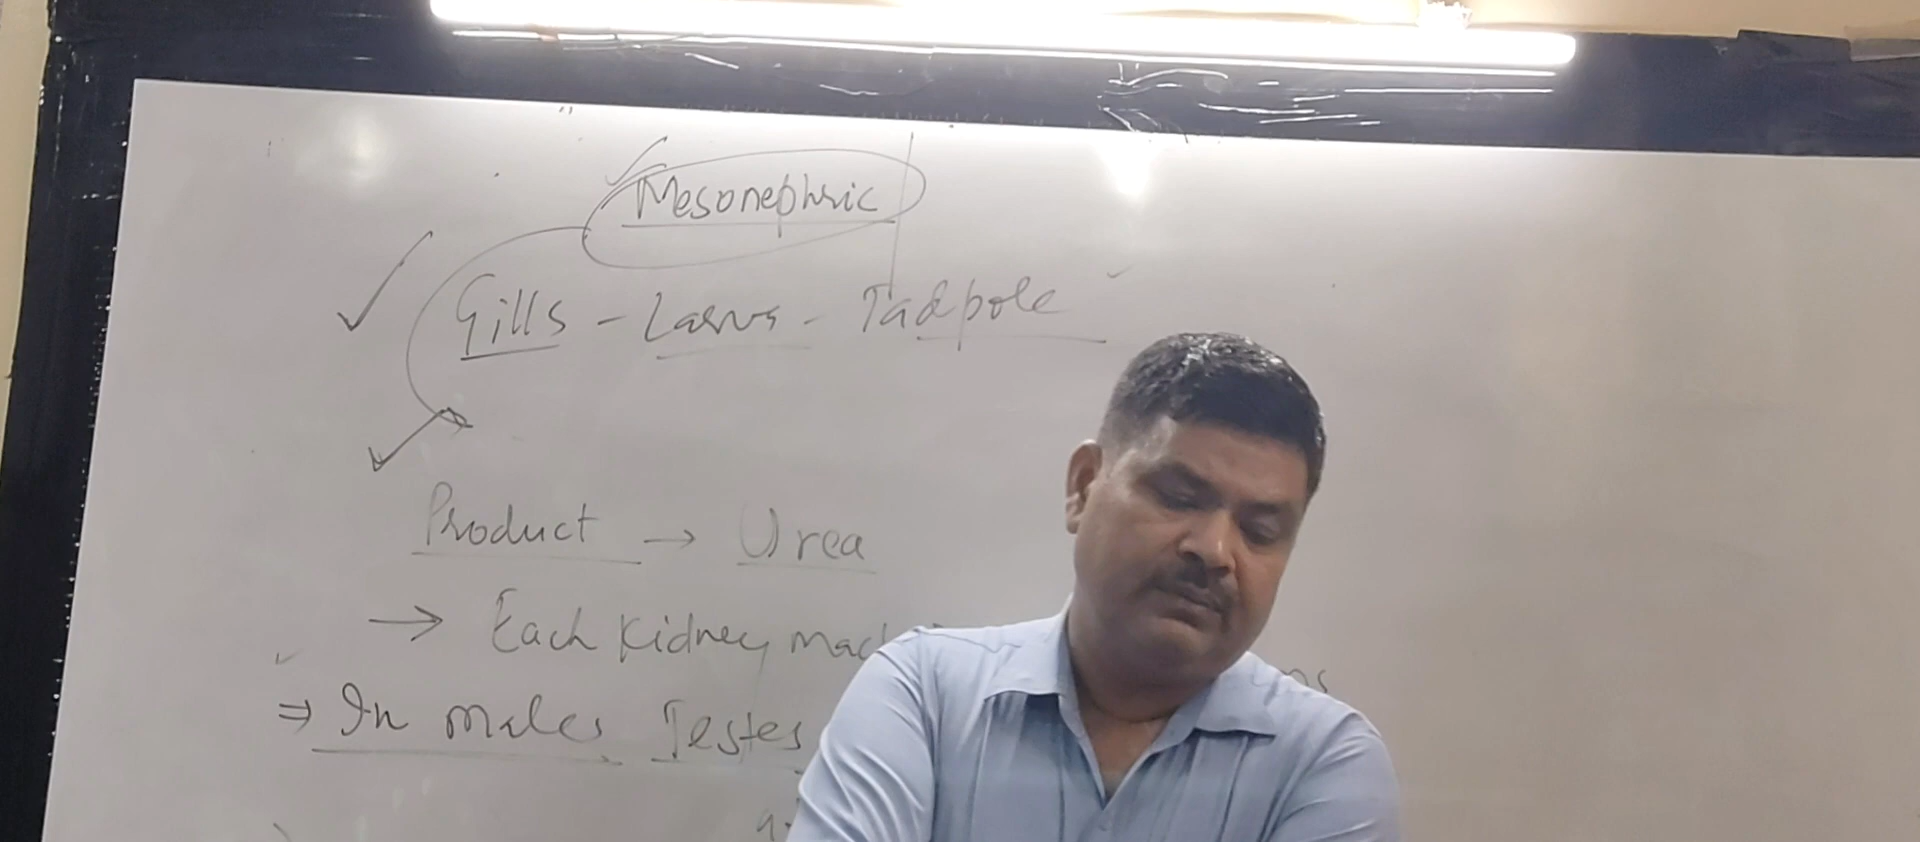 Mesonephric
Gills - Larva - Tadpole
Product → Urea
→ Each Kidney mad
⇒ In males Testes